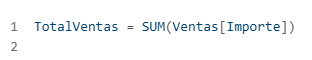 1 TotalVentas = SUM(Ventas[Importe])
2